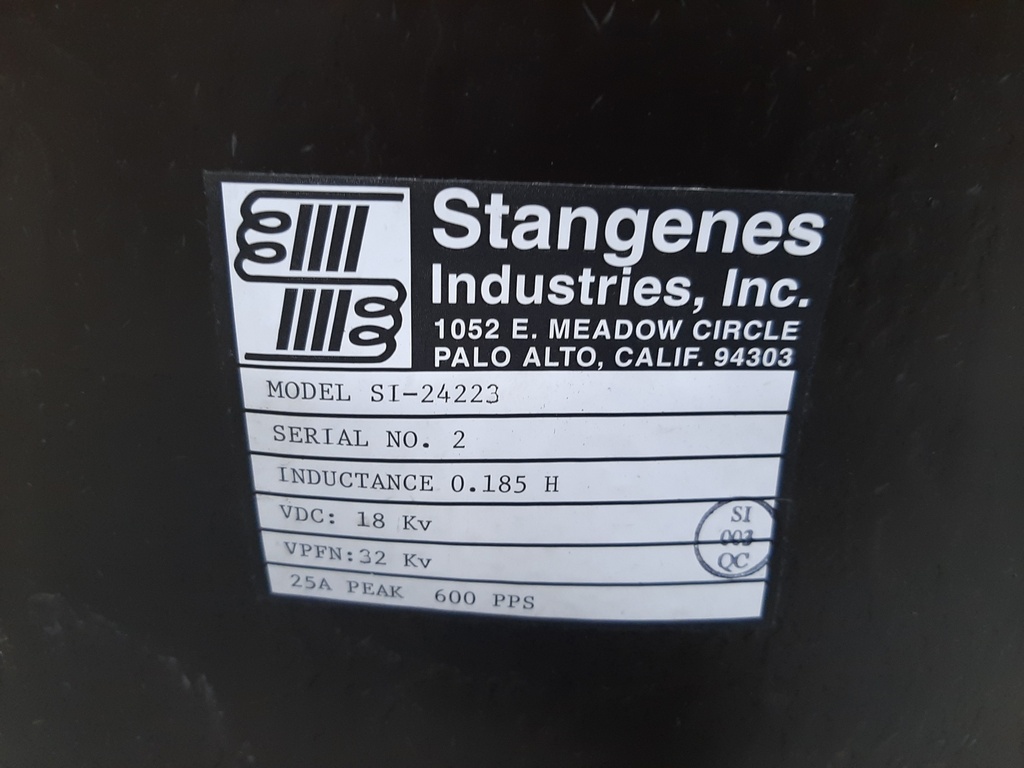 Stangenes
Industries, Inc.
1052 E. MEADOW CIRCLE
PALO ALTO, CALIF. 94303
MODEL SI-24223
SERIAL NO. 2
INDUCTANCE 0.185 H
VDC: 18 Kv
VPFN:32 Kv
25A PEAK 600 PPS
SI
QC